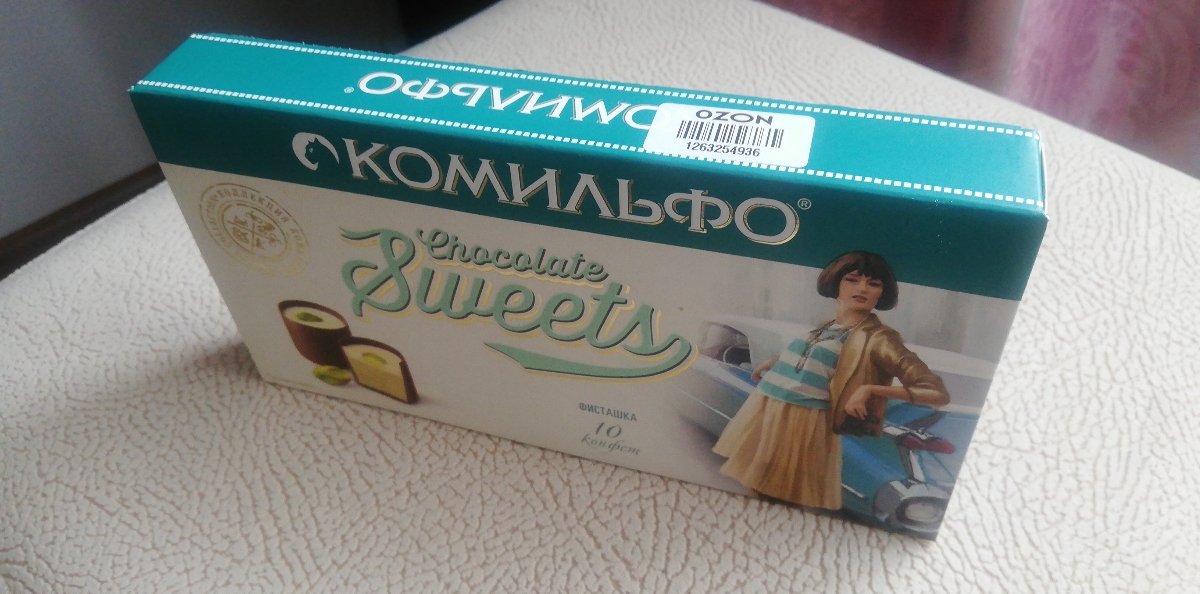 КОМИЛЬФО®
OZON
1263254936
КОМИЛЬФО®
Chocolate
Sweets
ФИСТАШКА
10
конфет